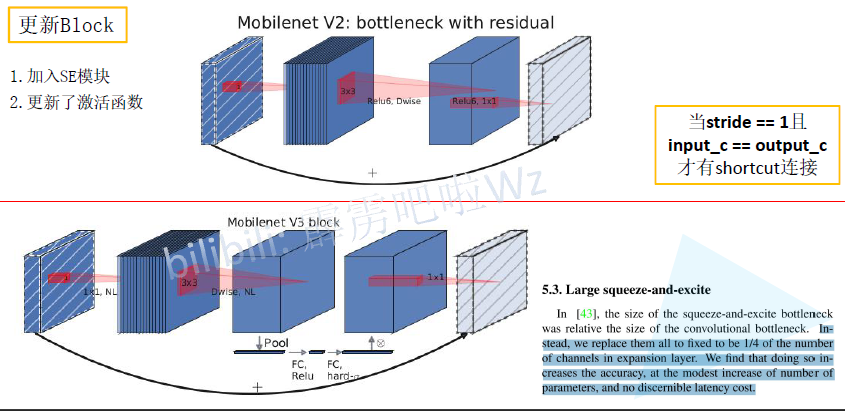 更新Block
1.加入SE模块
2.更新了激活函数
Mobilenet V2: bottleneck with residual
3x3
Relu6, Dwise
Relu6, 1x1
+
当stride == 1且
input_c == output_c
才有shortcut连接
bilibili: 霹雳吧啦Wz
Mobilenet V3 block
1x1, NL
3x3
Dwise, NL
1x1
Pool
⊗
FC,
Relu
FC,
hard-σ
+
5.3. Large squeeze-and-excite
In [43], the size of the squeeze-and-excite bottleneck
was relative the size of the convolutional bottleneck. In-
stead, we replace them all to fixed to be 1/4 of the number
of channels in expansion layer. We find that doing so in-
creases the accuracy, at the modest increase of number of
parameters, and no discernible latency cost.